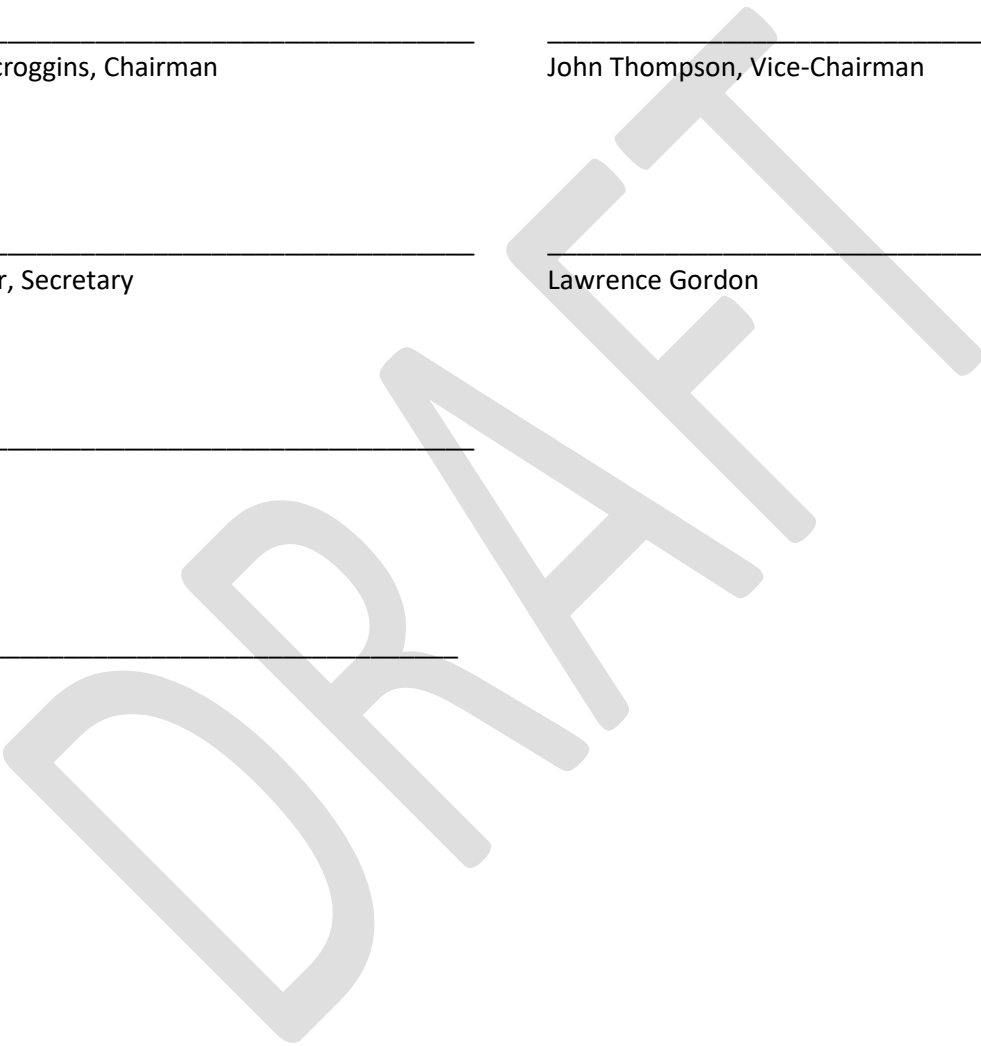 croggins, Chairman
John Thompson, Vice-Chairman
r, Secretary
Lawrence Gordon
DRAFT